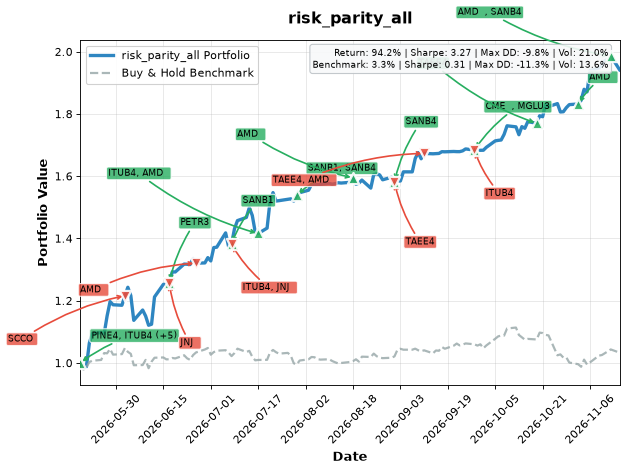 AMD , SANB4
risk_parity_all
risk_parity_all Portfolio
Buy & Hold Benchmark
Return: 94.2% | Sharpe: 3.27 | Max DD: -9.8% | Vol: 21.0%
Benchmark: 3.3% | Sharpe: 0.31 | Max DD: -11.3% | Vol: 13.6%
AMD
CME , MGLU3
SANB4
AMD
SANB1, SANB4
ITUB4, AMD
TAEE4, AMD
ITUB4
SANB1
PETR3
TAEE4
ITUB4, JNJ
AMD
SCCO
PINE4, ITUB4 (+5)
JNJ
2.0
1.8
1.6
1.4
1.2
1.0
Portfolio Value
2026-05-30
2026-06-15
2026-07-01
2026-07-17
2026-08-02
2026-08-18
2026-09-03
2026-09-19
2026-10-05
2026-10-21
2026-11-06
Date